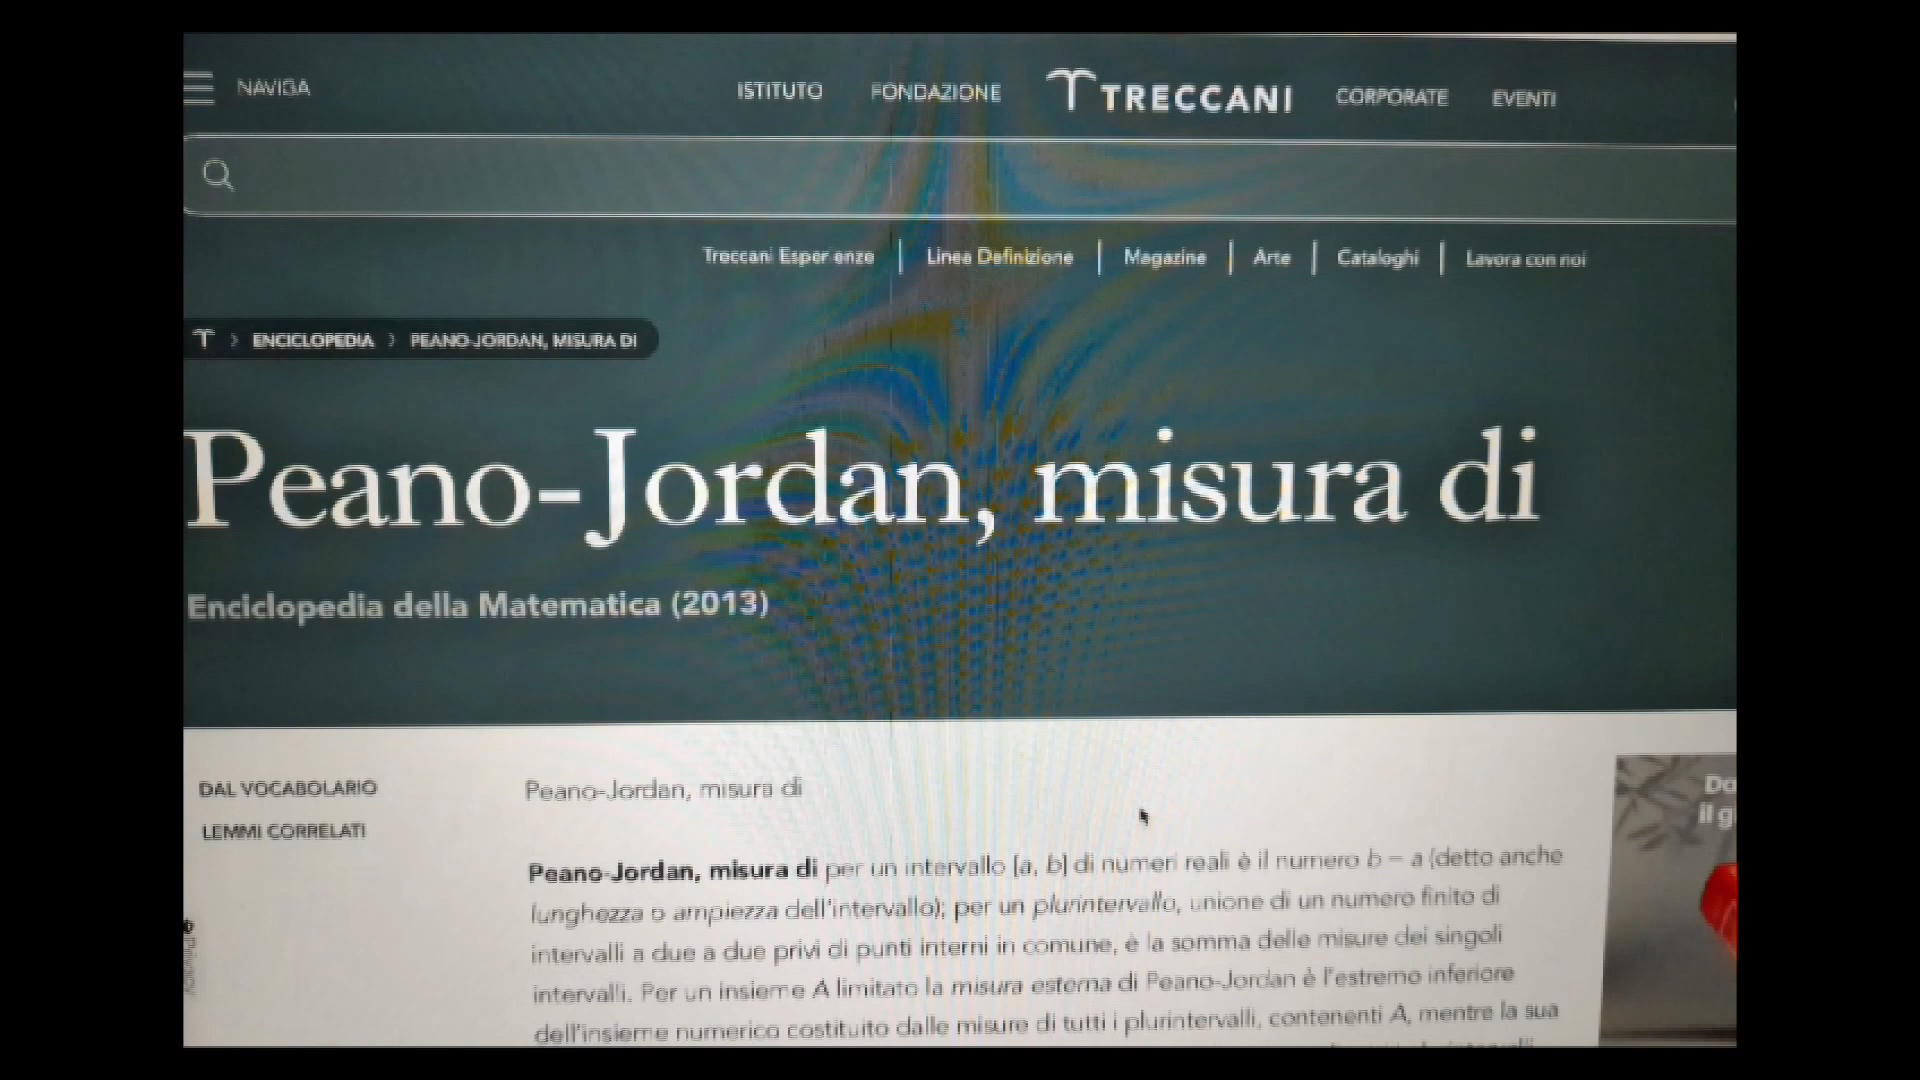 NAVIGA
ISTITUTO FONDAZIONE TRECCANI CORPORATE EVENTI
Treccani Esperienze | Linea Definizione | Magazine | Arte | Cataloghi | Lavora con noi
ENCICLOPEDIA > PEANO-JORDAN, MISURA DI
Peano-Jordan, misura di
Enciclopedia della Matematica (2013)
DAL VOCABOLARIO
LEMMI CORRELATI
Peano-Jordan, misura di
Peano-Jordan, misura di per un intervallo [a, b] di numeri reali è il numero b − a (detto anche
lunghezza o ampiezza dell'intervallo); per un plurintervallo, unione di un numero finito di
intervalli a due a due privi di punti interni in comune, è la somma delle misure dei singoli
intervalli. Per un insieme A limitato la misura esterna di Peano-Jordan è l'estremo inferiore
dell'insieme numerico costituito dalle misure di tutti i plurintervalli, contenenti A, mentre la sua
Da
il g